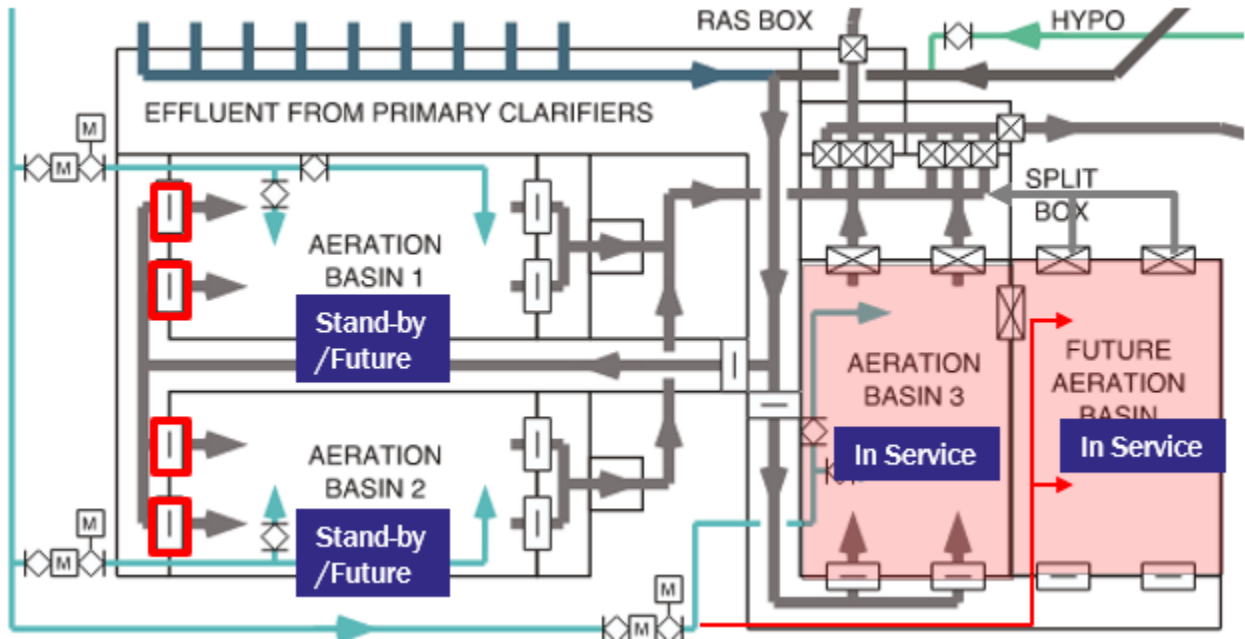 RAS BOX
HYPO
EFFLUENT FROM PRIMARY CLARIFIERS
M
M
SPLIT
BOX
AERATION
BASIN 1
Stand-by
/Future
AERATION
BASIN 3
FUTURE
AERATION
BASIN
In Service
In Service
AERATION
BASIN 2
Stand-by
/Future
M
M
M
M